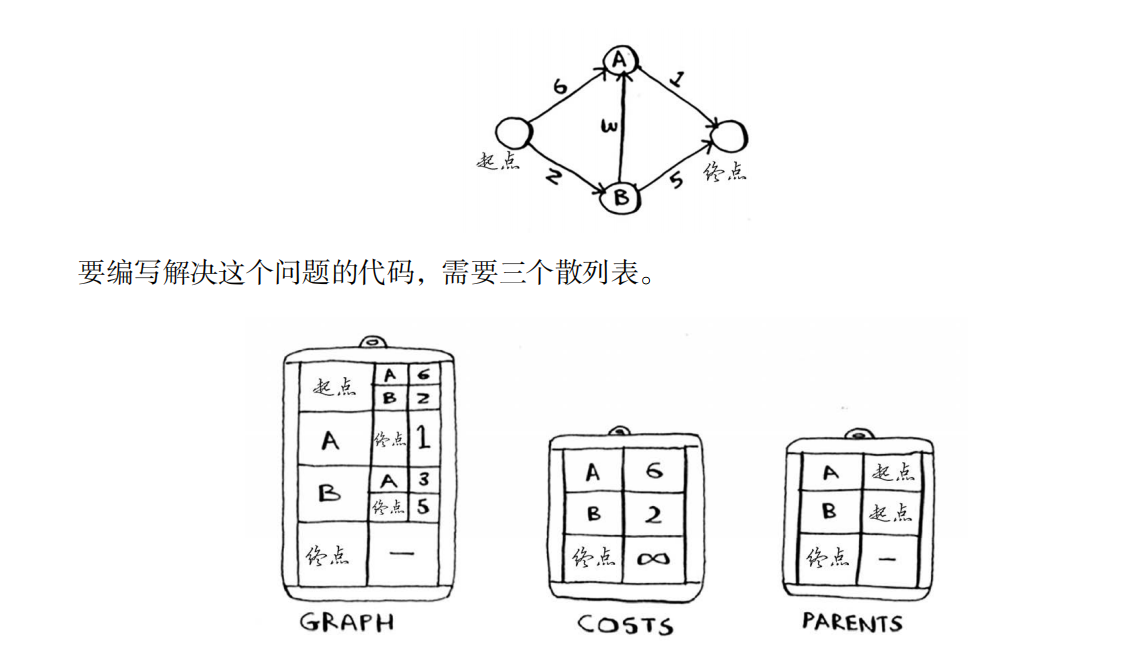 A
6
1
3
起点
终点
2
5
B
要编写解决这个问题的代码，需要三个散列表。
起点 A 6
B 2
A 终点 1
B A 3
终点 5
终点 —
GRAPH
A 6
B 2
终点 ∞
COSTS
A 起点
B 起点
终点 —
PARENTS